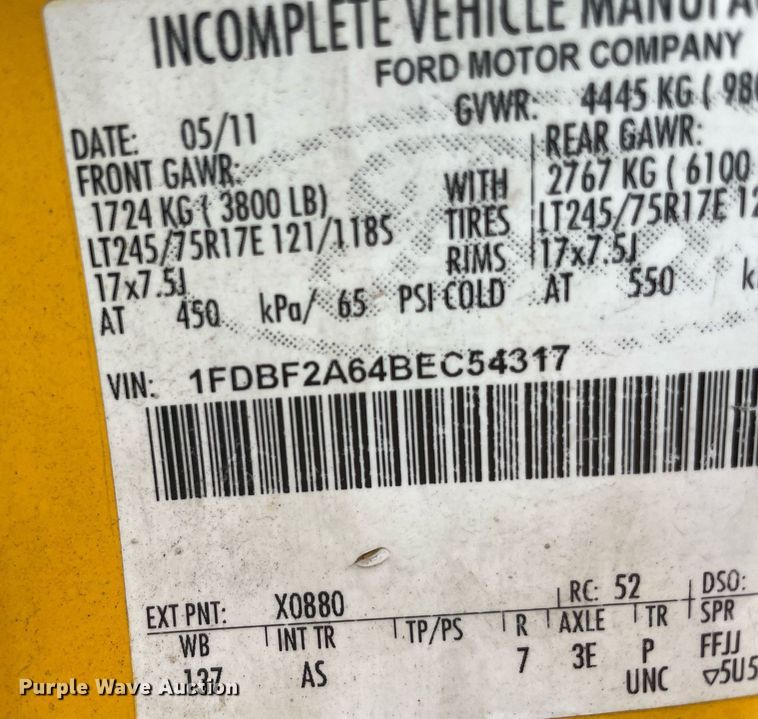 INCOMPLETE VEHICLE
FORD MOTOR COMPANY
DATE: 05/11 GVWR: 4445 KG (
FRONT GAWR: REAR GAWR:
1724 KG ( 3800 LB) WITH 2767 KG ( 6100
LT245/75R17E 121/118S TIRES LT245/75R17E
17x7.5J RIMS 17x7.5J
AT 450 kPa/ 65 PSI COLD AT 550
VIN: 1FDBF2A64BEC54317
EXT PNT: X0880 RC: 52 DSO:
WB INT TR TP/PS R AXLE TR SPR
137 AS 7 3E P FFJJ
UNC ▽5U5
Purple Wave Auction